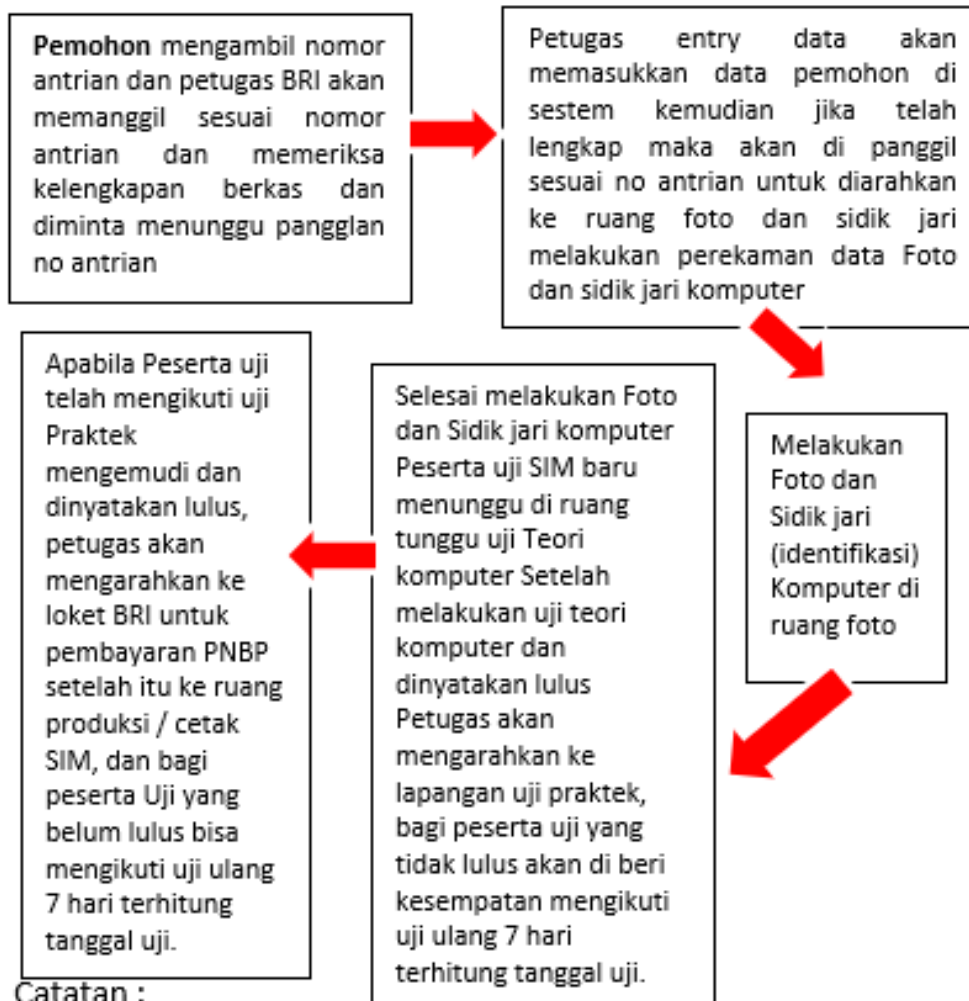 Pemohon mengambil nomor
antrian dan petugas BRI akan
memanggil sesuai nomor
antrian dan memeriksa
kelengkapan berkas dan
diminta menunggu pangglan
no antrian
Petugas entry data akan
memasukkan data pemohon di
sestem kemudian jika telah
lengkap maka akan di panggil
sesuai no antrian untuk diarahkan
ke ruang foto dan sidik jari
melakukan perekaman data Foto
dan sidik jari komputer
Melakukan
Foto dan
Sidik jari
(identifikasi)
Komputer di
ruang foto
Selesai melakukan Foto
dan Sidik jari komputer
Peserta uji SIM baru
menunggu di ruang
tunggu uji Teori
komputer Setelah
melakukan uji teori
komputer dan
dinyatakan lulus
Petugas akan
mengarahkan ke
lapangan uji praktek,
bagi peserta uji yang
tidak lulus akan di beri
kesempatan mengikuti
uji ulang 7 hari
terhitung tanggal uji.
Apabila Peserta uji
telah mengikuti uji
Praktek
mengemudi dan
dinyatakan lulus,
petugas akan
mengarahkan ke
loket BRI untuk
pembayaran PNBP
setelah itu ke ruang
produksi / cetak
SIM, dan bagi
peserta Uji yang
belum lulus bisa
mengikuti uji ulang
7 hari terhitung
tanggal uji.
Catatan :